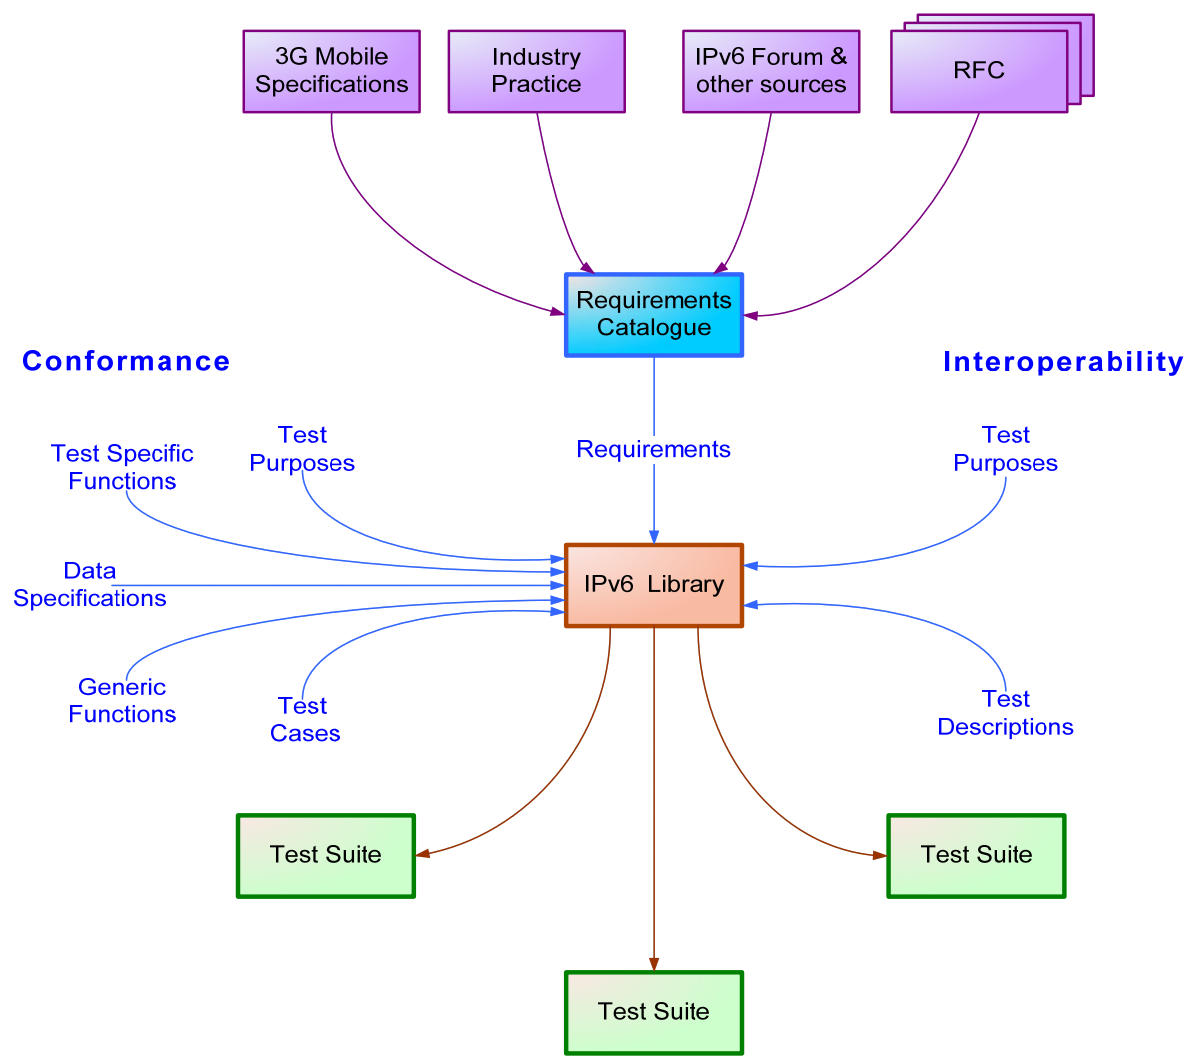 3G Mobile
Specifications
Industry
Practice
IPv6 Forum &
other sources
RFC
Requirements
Catalogue
Conformance
Interoperability
Test Specific
Functions
Test
Purposes
Requirements
Test
Purposes
Data
Specifications
IPv6 Library
Generic
Functions
Test
Cases
Test
Descriptions
Test Suite
Test Suite
Test Suite